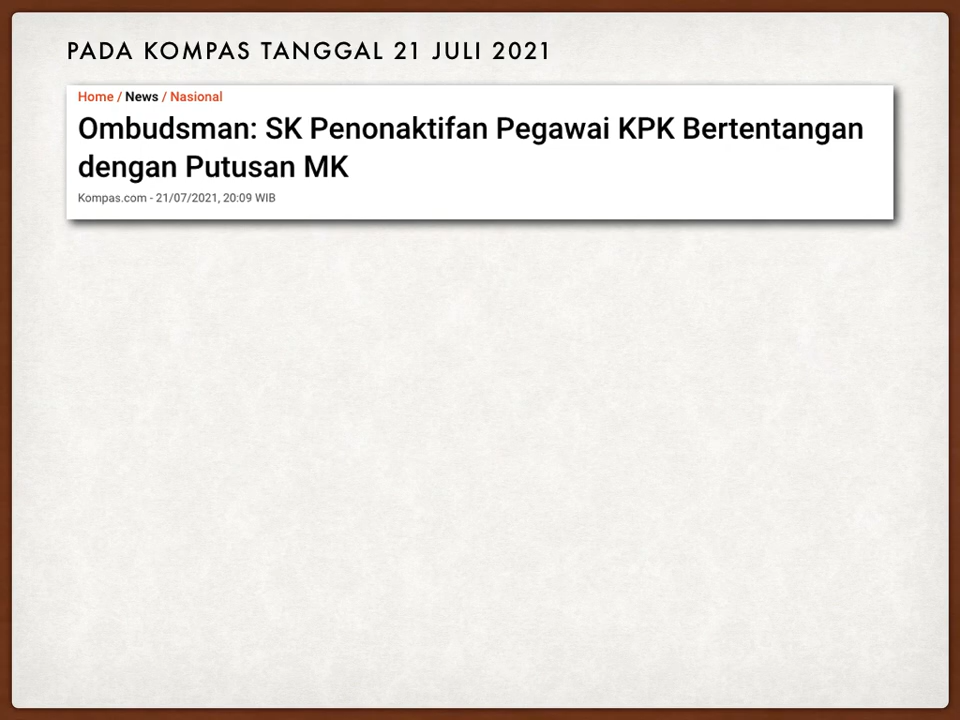 PADA KOMPAS TANGGAL 21 JULI 2021
Home / News / Nasional
Ombudsman: SK Penonaktifan Pegawai KPK Bertentangan
dengan Putusan MK
Kompas.com - 21/07/2021, 20:09 WIB